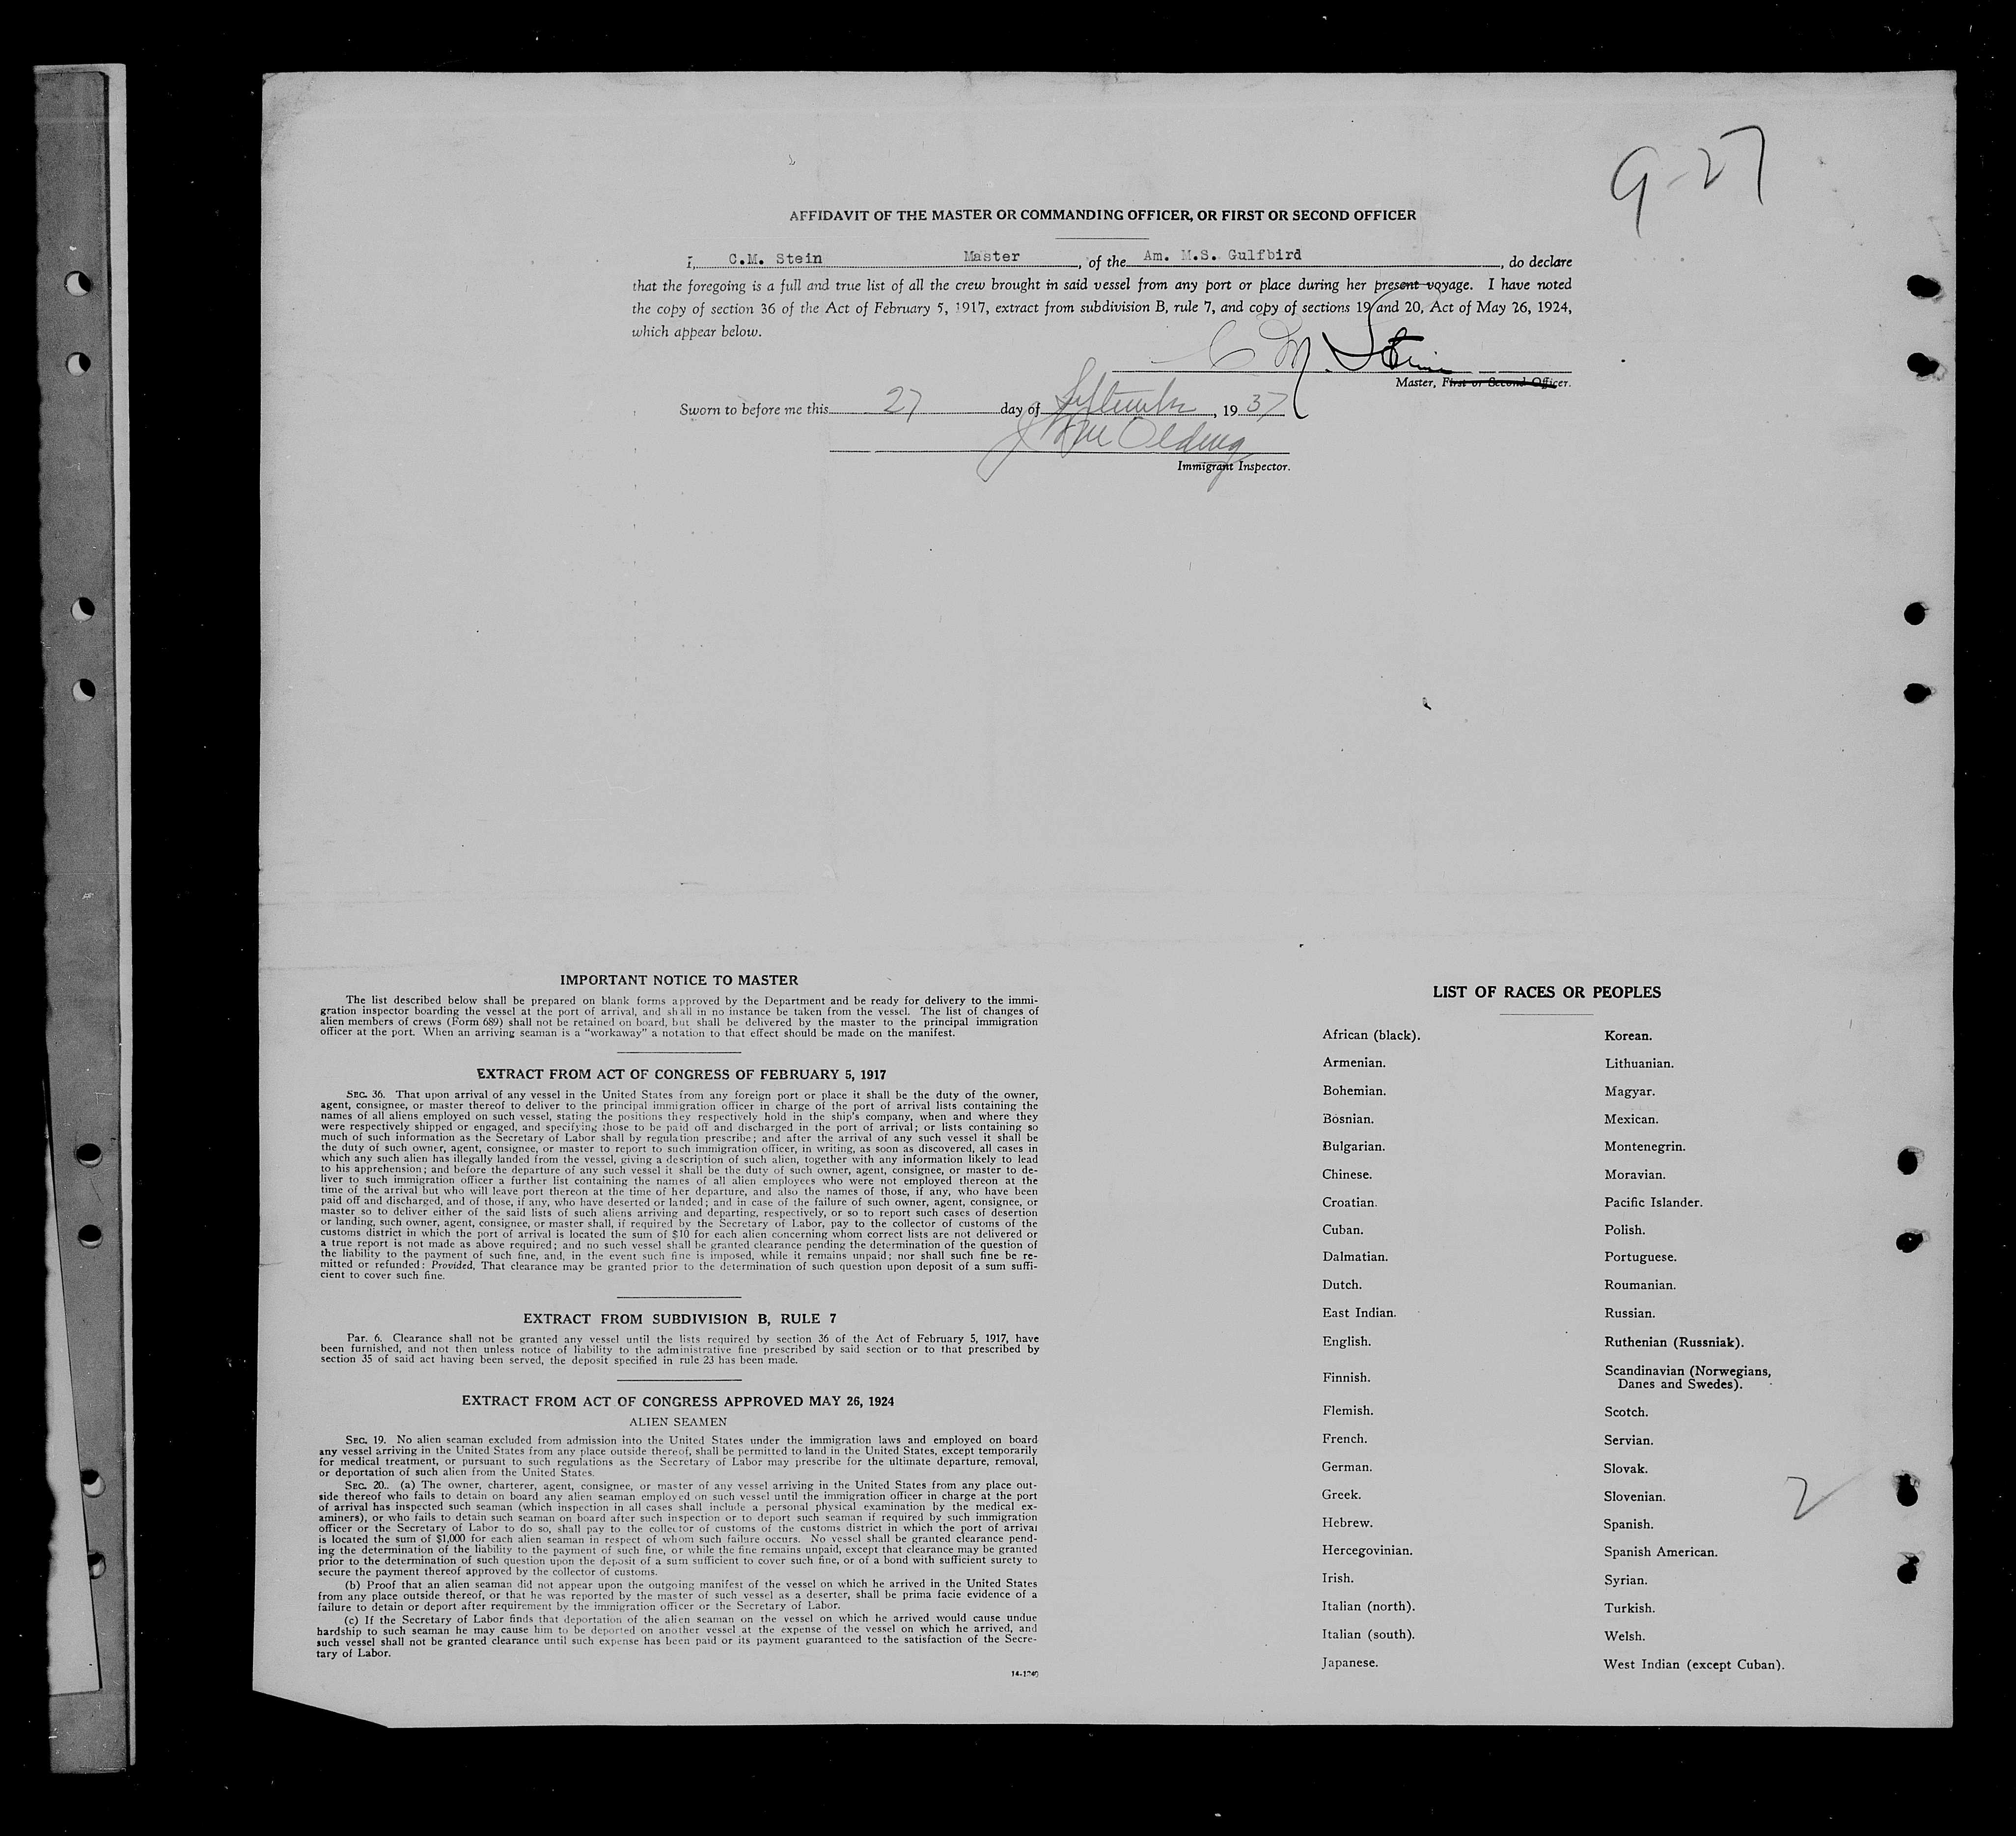 9-27
AFFIDAVIT OF THE MASTER OR COMMANDING OFFICER, OR FIRST OR SECOND OFFICER
I, C.M. Stein Master, of the Am. M.S. Gulfbird, do declare
that the foregoing is a full and true list of all the crew brought in said vessel from any port or place during her present voyage. I have noted
the copy of section 36 of the Act of February 5, 1917, extract from subdivision B, rule 7, and copy of sections 19 and 20, Act of May 26, 1924,
which appear below.
C M. Stein
Master, First or Second Officer.
Sworn to before me this 27 day of September, 1937
Immigrant Inspector.
IMPORTANT NOTICE TO MASTER
The list described below shall be prepared on blank forms approved by the Department and be ready for delivery to the immi-
gration inspector boarding the vessel at the port of arrival, and shall in no instance be taken from the vessel. The list of changes of
alien members of crews (Form 689) shall not be retained on board, but shall be delivered by the master to the principal immigration
officer at the port. When an arriving seaman is a "workaway" a notation to that effect should be made on the manifest.
EXTRACT FROM ACT OF CONGRESS OF FEBRUARY 5, 1917
SEC. 36. That upon arrival of any vessel in the United States from any foreign port or place it shall be the duty of the owner,
agent, consignee, or master thereof to deliver to the principal immigration officer in charge of the port of arrival lists containing the
names of all aliens employed on such vessel, stating the positions they respectively hold in the ship's company, when and where they
were respectively shipped or engaged, and specifying those to be paid off and discharged in the port of arrival; or lists containing so
much of such information as the Secretary of Labor shall by regulation prescribe; and after the arrival of any such vessel it shall be
the duty of such owner, agent, consignee, or master to report to such immigration officer, in writing, as soon as discovered, all cases in
which any such alien has illegally landed from the vessel, giving a description of such alien, together with any information likely to lead
to his apprehension; and before the departure of any such vessel it shall be the duty of such owner, agent, consignee, or master to de-
liver to such immigration officer a further list containing the names of all alien employees who were not employed thereon at the
time of the arrival but who will leave port thereon at the time of her departure, and also the names of those, if any, who have been
paid off and discharged, and of those, if any, who have deserted or landed; and in case of the failure of such owner, agent, consignee, or
master so to deliver either of the said lists of such aliens arriving and departing, respectively, or so to report such cases of desertion
or landing, such owner, agent, consignee, or master shall, if required by the Secretary of Labor, pay to the collector of customs of the
customs district in which the port of arrival is located the sum of $10 for each alien concerning whom correct lists are not delivered or
a true report is not made as above required; and no such vessel shall be granted clearance pending the determination of the question of
the liability to the payment of such fine, and, in the event such fine is imposed, while it remains unpaid; nor shall such fine be re-
mitted or refunded: Provided, That clearance may be granted prior to the determination of such question upon deposit of a sum suffi-
cient to cover such fine.
EXTRACT FROM SUBDIVISION B, RULE 7
Par. 6. Clearance shall not be granted any vessel until the lists required by section 36 of the Act of February 5, 1917, have
been furnished, and not then unless notice of liability to the administrative fine prescribed by said section or to that prescribed by
section 35 of said act having been served, the deposit specified in rule 23 has been made.
EXTRACT FROM ACT OF CONGRESS APPROVED MAY 26, 1924
ALIEN SEAMEN
SEC. 19. No alien seaman excluded from admission into the United States under the immigration laws and employed on board
any vessel arriving in the United States from any place outside thereof, shall be permitted to land in the United States, except temporarily
for medical treatment, or pursuant to such regulations as the Secretary of Labor may prescribe for the ultimate departure, removal,
or deportation of such alien from the United States.
SEC. 20. (a) The owner, charterer, agent, consignee, or master of any vessel arriving in the United States from any place out-
side thereof who fails to detain on board any alien seaman employed on such vessel until the immigration officer in charge at the port
of arrival has inspected such seaman (which inspection in all cases shall include a personal physical examination by the medical ex-
aminers), or who fails to detain such seaman on board after such inspection or to deport such seaman if required by such immigration
officer or the Secretary of Labor to do so, shall pay to the collector of customs of the customs district in which the port of arrival
is located the sum of $1,000 for each alien seaman in respect of whom such failure occurs. No vessel shall be granted clearance pend-
ing the determination of the liability to the payment of such fine, or while the fine remains unpaid, except that clearance may be granted
prior to the determination of such question upon the deposit of a sum sufficient to cover such fine, or of a bond with sufficient surety to
secure the payment thereof approved by the collector of customs.
(b) Proof that an alien seaman did not appear upon the outgoing manifest of the vessel on which he arrived in the United States
from any place outside thereof, or that he was reported by the master of such vessel as a deserter, shall be prima facie evidence of a
failure to detain or deport after requirement by the immigration officer or the Secretary of Labor.
(c) If the Secretary of Labor finds that deportation of the alien seaman on the vessel on which he arrived would cause undue
hardship to such seaman he may cause him to be deported on another vessel at the expense of the vessel on which he arrived, and
such vessel shall not be granted clearance until such expense has been paid or its payment guaranteed to the satisfaction of the Secre-
tary of Labor.
LIST OF RACES OR PEOPLES
African (black).
Armenian.
Bohemian.
Bosnian.
Bulgarian.
Chinese.
Croatian.
Cuban.
Dalmatian.
Dutch.
East Indian.
English.
Finnish.
Flemish.
French.
German.
Greek.
Hebrew.
Hercegovinian.
Irish.
Italian (north).
Italian (south).
Japanese.
Korean.
Lithuanian.
Magyar.
Mexican.
Montenegrin.
Moravian.
Pacific Islander.
Polish.
Portuguese.
Roumanian.
Russian.
Ruthenian (Russniak).
Scandinavian (Norwegians,
Danes and Swedes).
Scotch.
Servian.
Slovak.
Slovenian.
Spanish.
Spanish American.
Syrian.
Turkish.
Welsh.
West Indian (except Cuban).
2